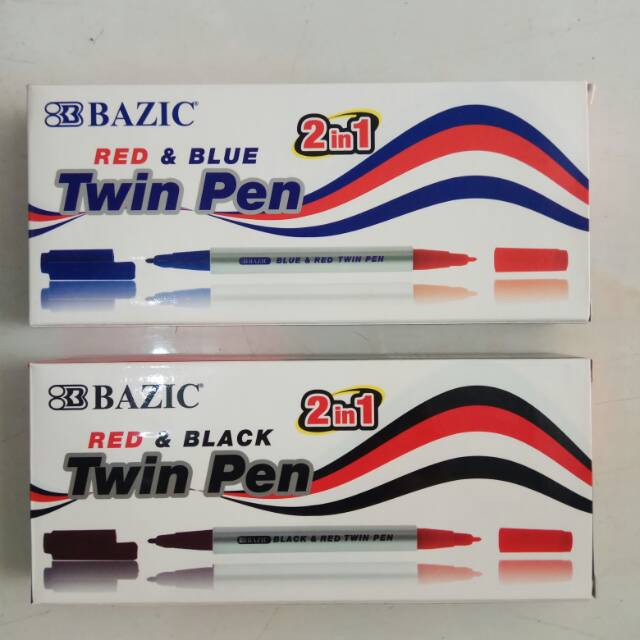 BAZIC®
2in1
RED & BLUE
Twin Pen
BAZIC BLUE & RED TWIN PEN
BAZIC®
2in1
RED & BLACK
Twin Pen
BAZIC BLACK & RED TWIN PEN